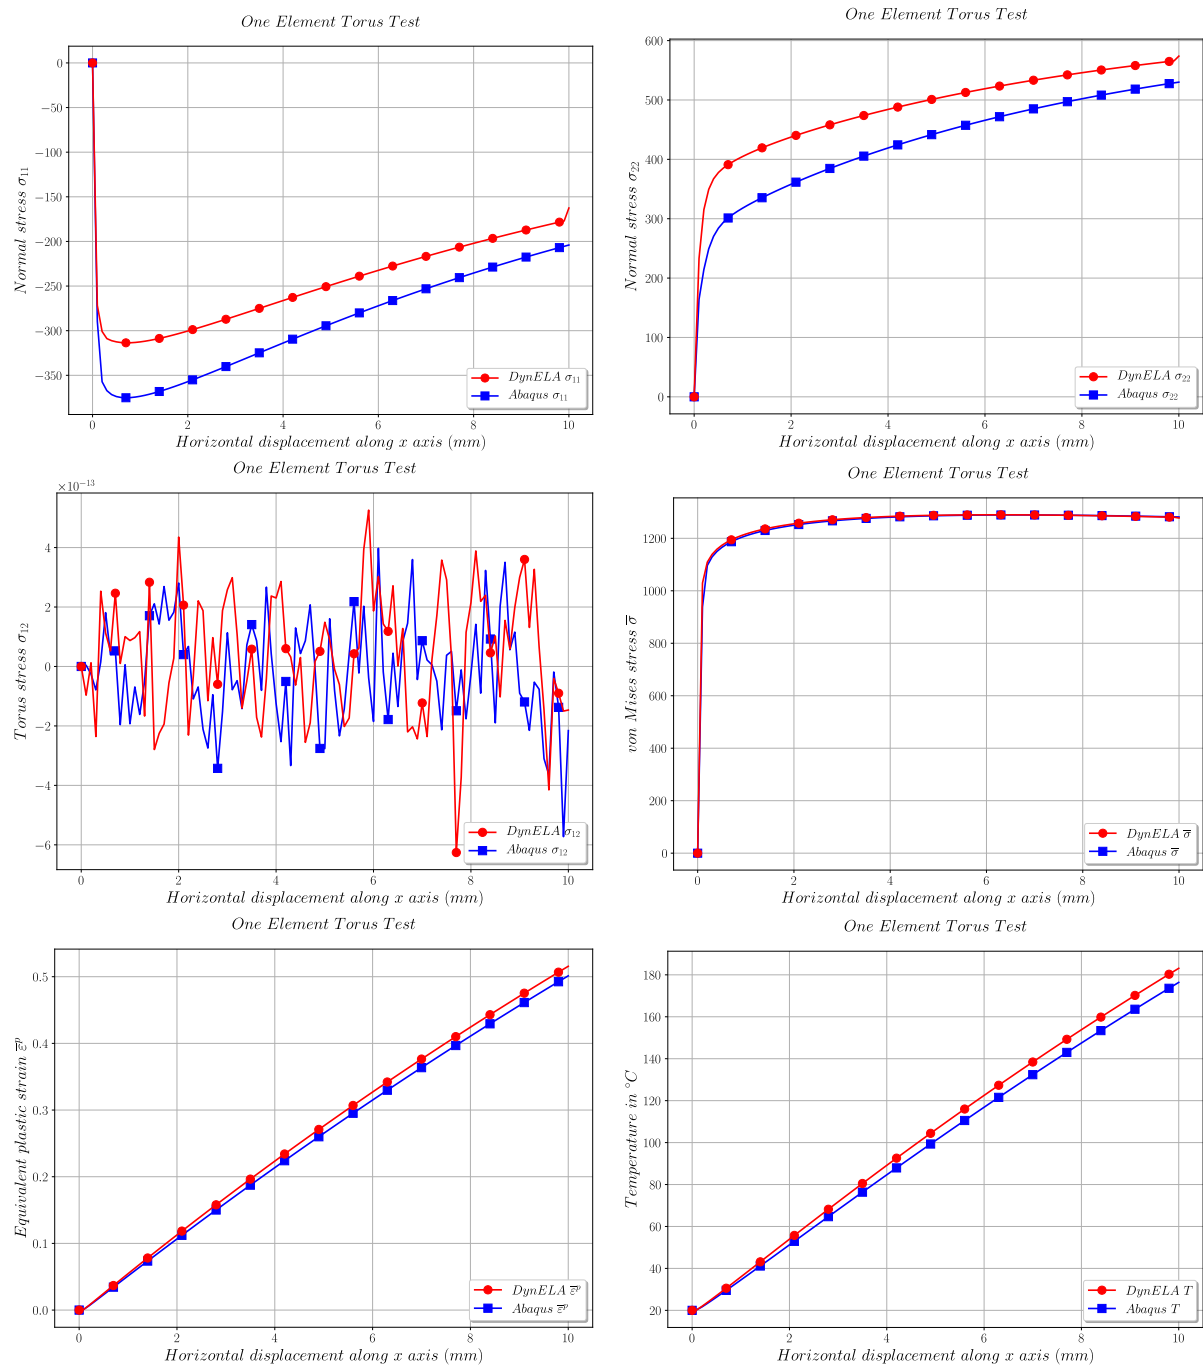 One Element Torus Test
0
−50
−100
−150
−200
−250
−300
−350
Normal stress σ₁₁
DynELA σ₁₁
Abaqus σ₁₁
0 2 4 6 8 10
Horizontal displacement along x axis (mm)
One Element Torus Test
600
500
400
300
200
100
0
Normal stress σ₂₂
DynELA σ₂₂
Abaqus σ₂₂
0 2 4 6 8 10
Horizontal displacement along x axis (mm)
One Element Torus Test
×10⁻¹³
4
2
0
−2
−4
−6
Torus stress σ₁₂
DynELA σ₁₂
Abaqus σ₁₂
0 2 4 6 8 10
Horizontal displacement along x axis (mm)
One Element Torus Test
1200
1000
800
600
400
200
0
von Mises stress σ̅
DynELA σ̅
Abaqus σ̅
0 2 4 6 8 10
Horizontal displacement along x axis (mm)
One Element Torus Test
0.5
0.4
0.3
0.2
0.1
0.0
Equivalent plastic strain ε̅ᵖ
DynELA ε̅ᵖ
Abaqus ε̅ᵖ
0 2 4 6 8 10
Horizontal displacement along x axis (mm)
One Element Torus Test
180
160
140
120
100
80
60
40
20
Temperature in °C
DynELA T
Abaqus T
0 2 4 6 8 10
Horizontal displacement along x axis (mm)